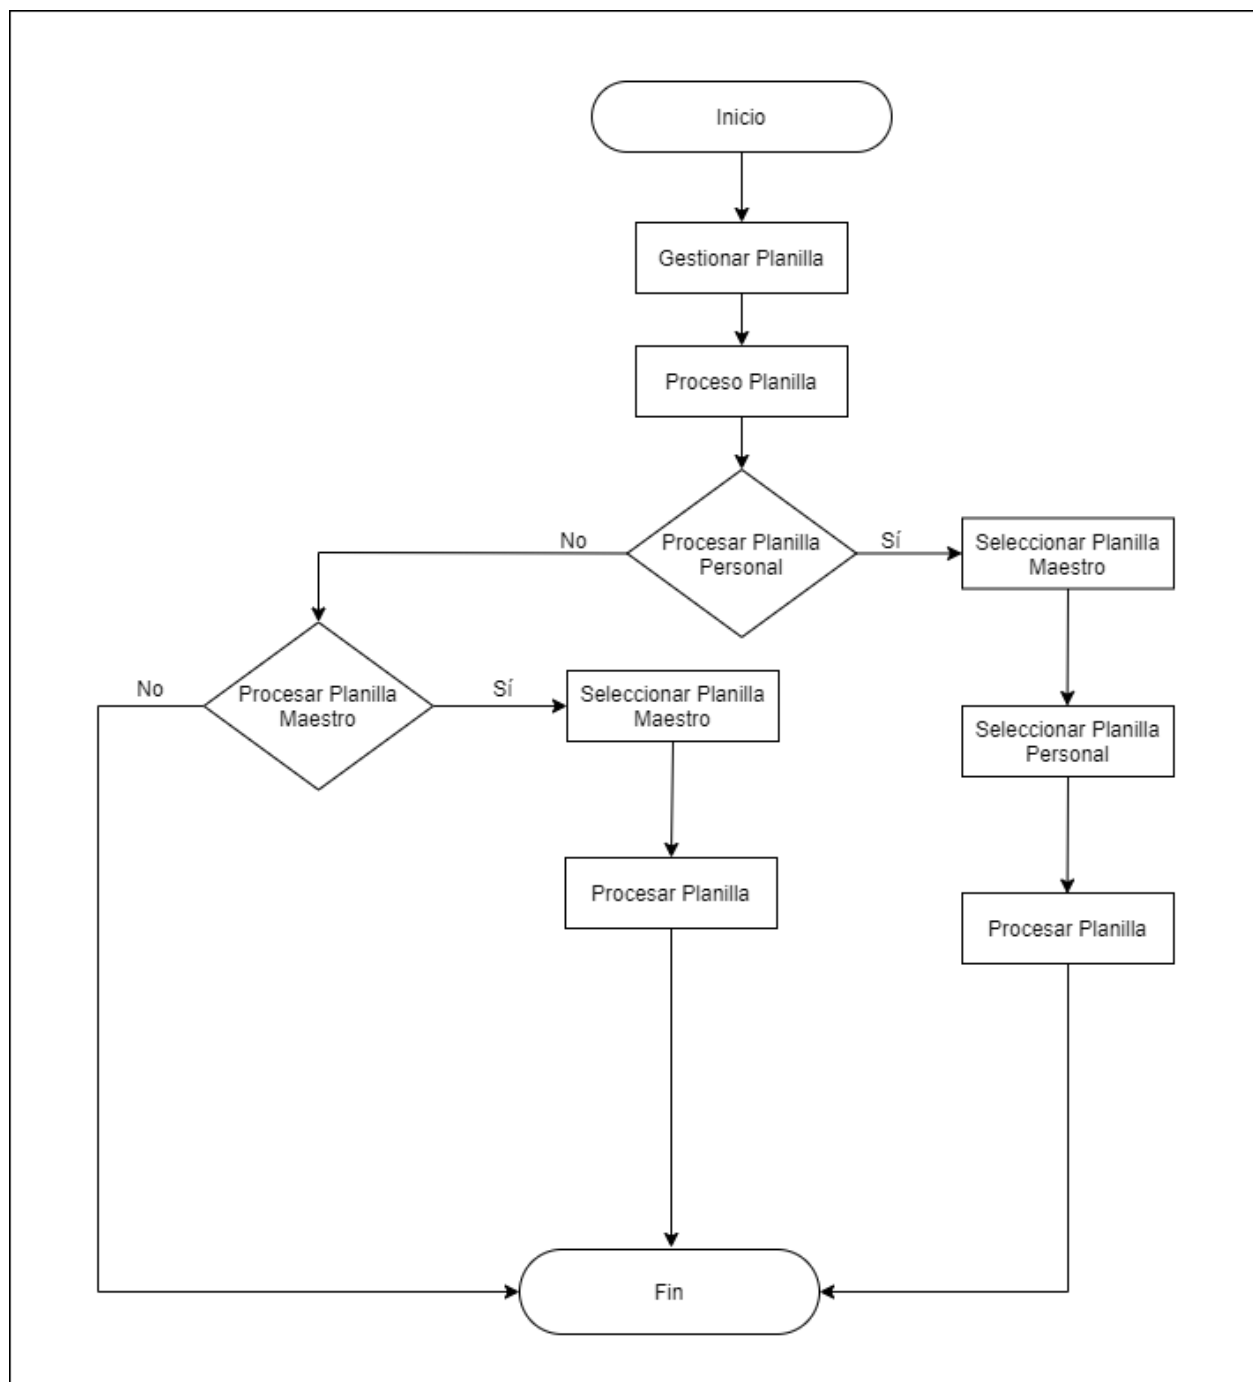 Inicio
Gestionar Planilla
Proceso Planilla
Procesar Planilla
Personal
No
Sí
Seleccionar Planilla
Maestro
Procesar Planilla
Maestro
No
Sí
Seleccionar Planilla
Maestro
Seleccionar Planilla
Personal
Procesar Planilla
Procesar Planilla
Fin